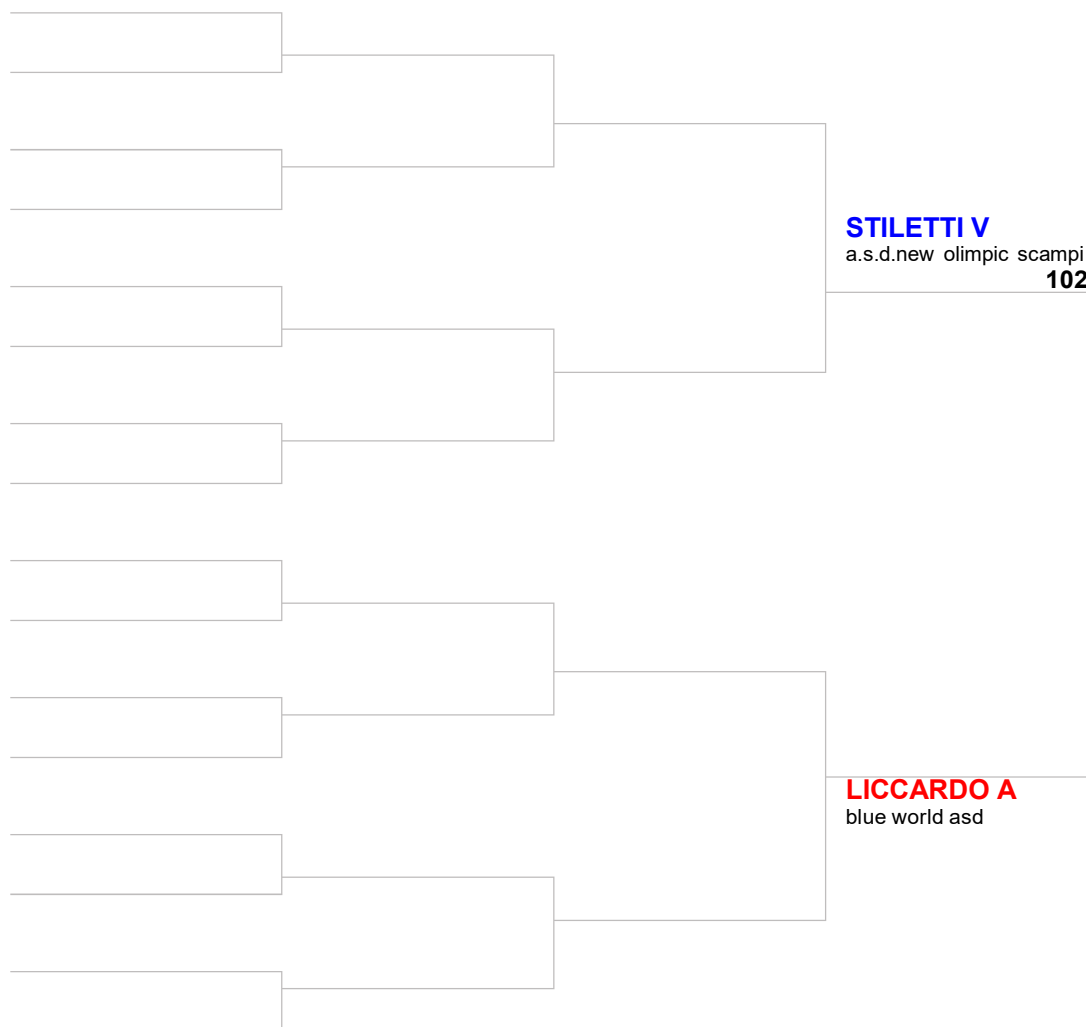 STILETTI V
a.s.d.new olimpic scampi
102
LICCARDO A
blue world asd